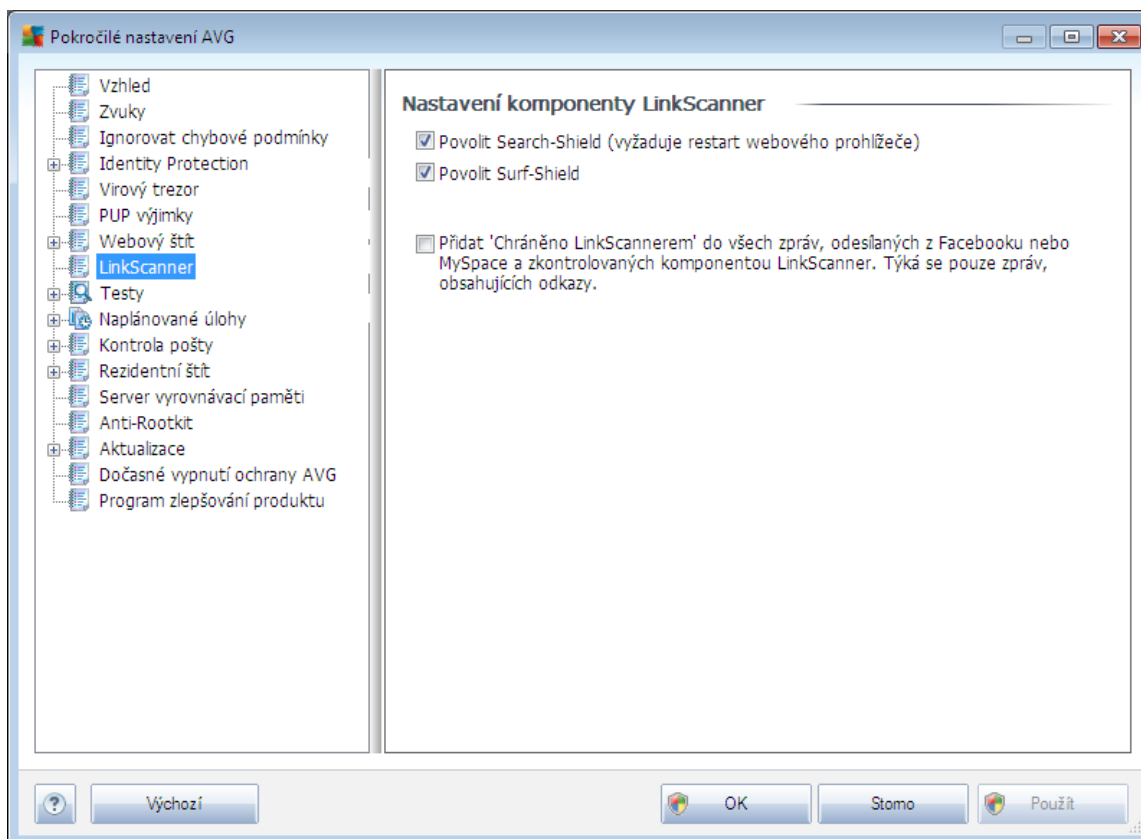 Pokročilé nastavení AVG
Vzhled
Zvuky
Ignorovat chybové podmínky
Identity Protection
Virový trezor
PUP výjimky
Webový štít
LinkScanner
Testy
Naplánované úlohy
Kontrola pošty
Rezidentní štít
Server vyrovnávací paměti
Anti-Rootkit
Aktualizace
Dočasné vypnutí ochrany AVG
Program zlepšování produktu
Nastavení komponenty LinkScanner
Povolit Search-Shield (vyžaduje restart webového prohlížeče)
Povolit Surf-Shield
Přidat 'Chráněno LinkScannerem' do všech zpráv, odesílaných z Facebooku nebo
MySpace a zkontrolovaných komponentou LinkScanner. Týká se pouze zpráv,
obsahujících odkazy.
?
Výchozí
OK
Stomo
Použít